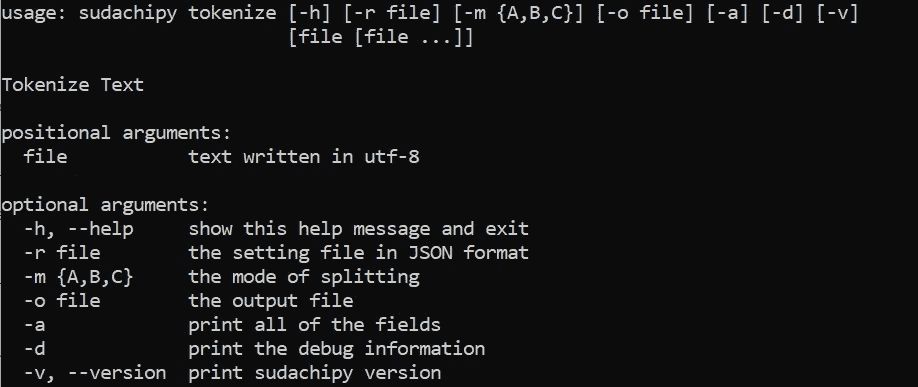 usage: sudachipy tokenize [-h] [-r file] [-m {A,B,C}] [-o file] [-a] [-d] [-v]
                          [file [file ...]]

Tokenize Text

positional arguments:
  file           text written in utf-8

optional arguments:
  -h, --help     show this help message and exit
  -r file        the setting file in JSON format
  -m {A,B,C}     the mode of splitting
  -o file        the output file
  -a             print all of the fields
  -d             print the debug information
  -v, --version  print sudachipy version